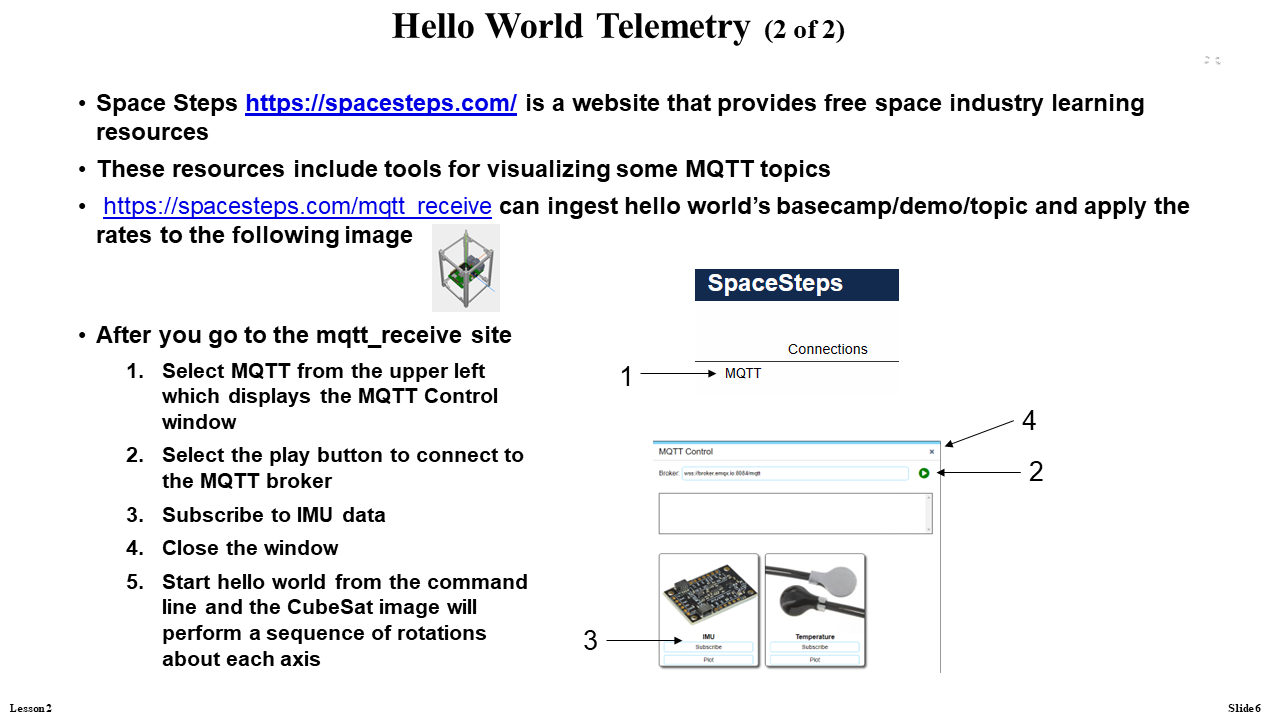 Hello World Telemetry (2 of 2)
• Space Steps https://spacesteps.com/ is a website that provides free space industry learning
resources
• These resources include tools for visualizing some MQTT topics
• https://spacesteps.com/mqtt_receive can ingest hello world’s basecamp/demo/topic and apply the
rates to the following image
• After you go to the mqtt_receive site
1. Select MQTT from the upper left
which displays the MQTT Control
window
2. Select the play button to connect to
the MQTT broker
3. Subscribe to IMU data
4. Close the window
5. Start hello world from the command
line and the CubeSat image will
perform a sequence of rotations
about each axis
SpaceSteps
Connections
1
MQTT
4
MQTT Control
×
Broker: wss://broker.emqx.io:8084/mqtt
2
IMU
Subscribe
Plot
Temperature
Subscribe
Plot
3
Lesson 2
Slide 6